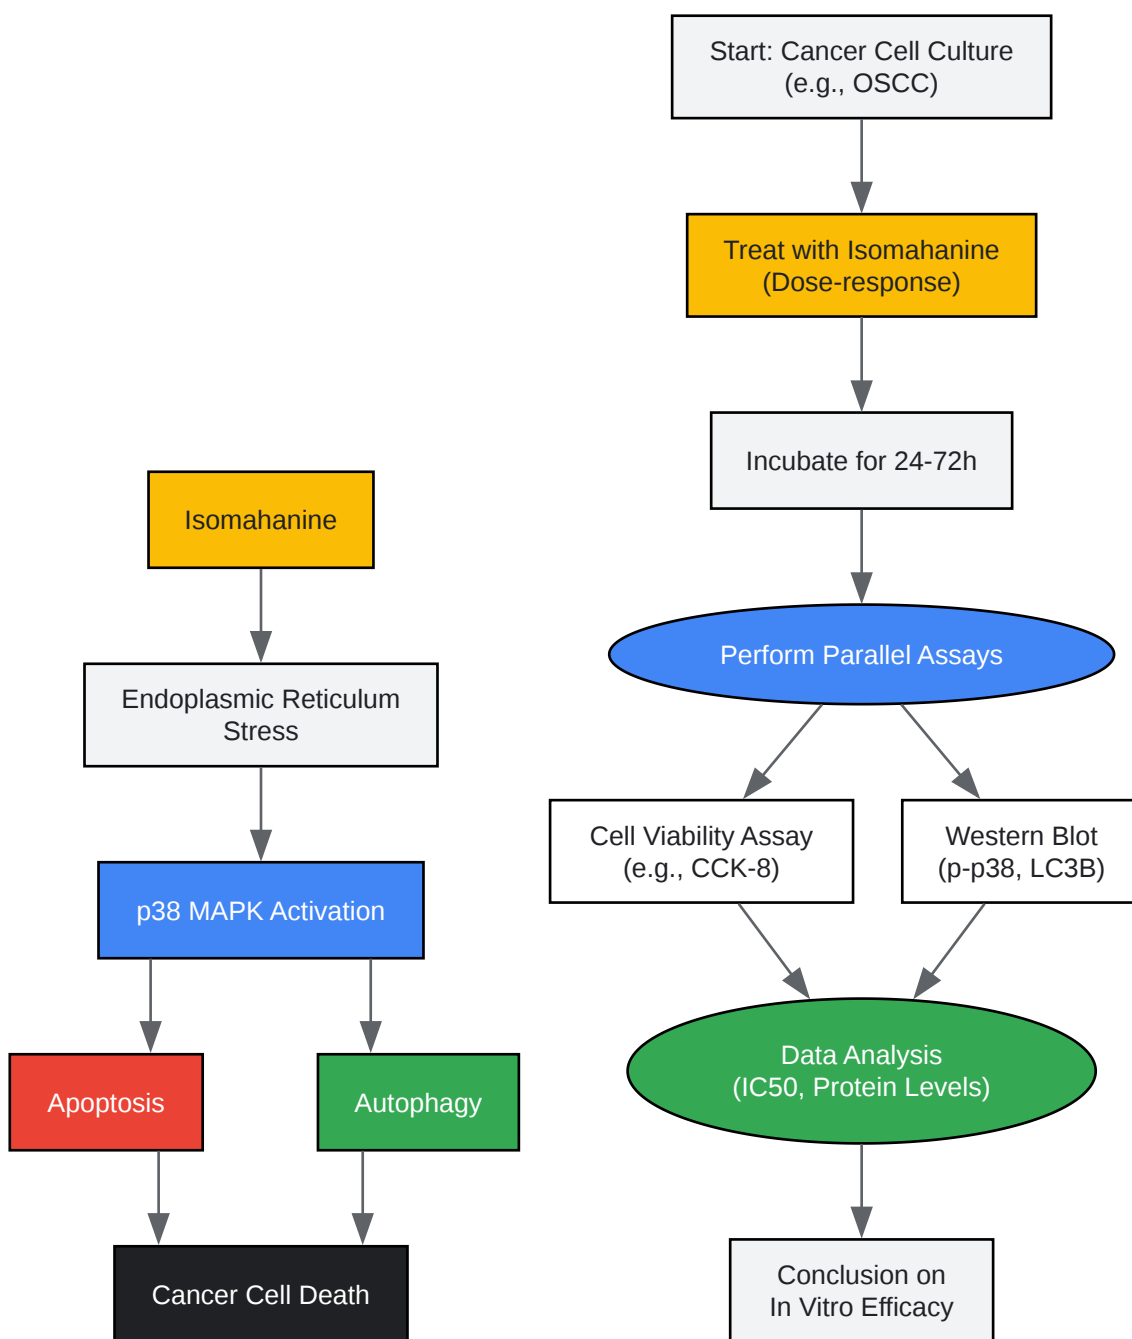 Isomahanine
Endoplasmic Reticulum
Stress
p38 MAPK Activation
Apoptosis
Autophagy
Cancer Cell Death
Start: Cancer Cell Culture
(e.g., OSCC)
Treat with Isomahanine
(Dose-response)
Incubate for 24-72h
Perform Parallel Assays
Cell Viability Assay
(e.g., CCK-8)
Western Blot
(p-p38, LC3B)
Data Analysis
(IC50, Protein Levels)
Conclusion on
In Vitro Efficacy